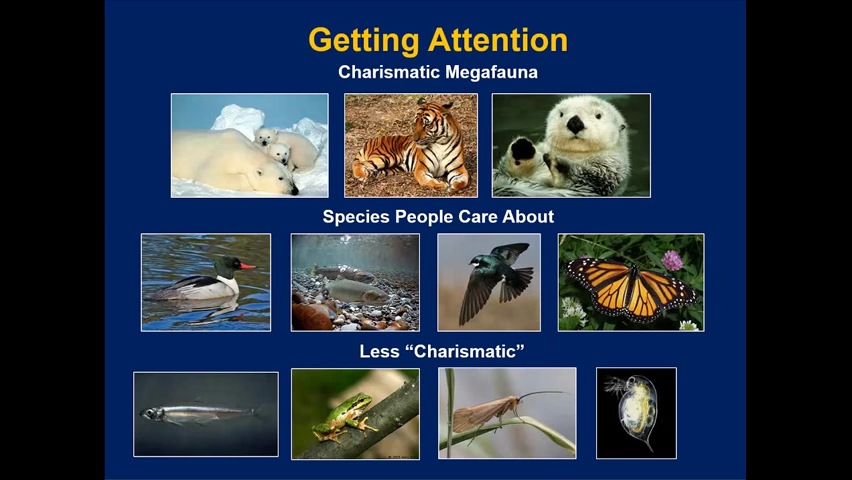 Getting Attention
Charismatic Megafauna
Species People Care About
Less “Charismatic”